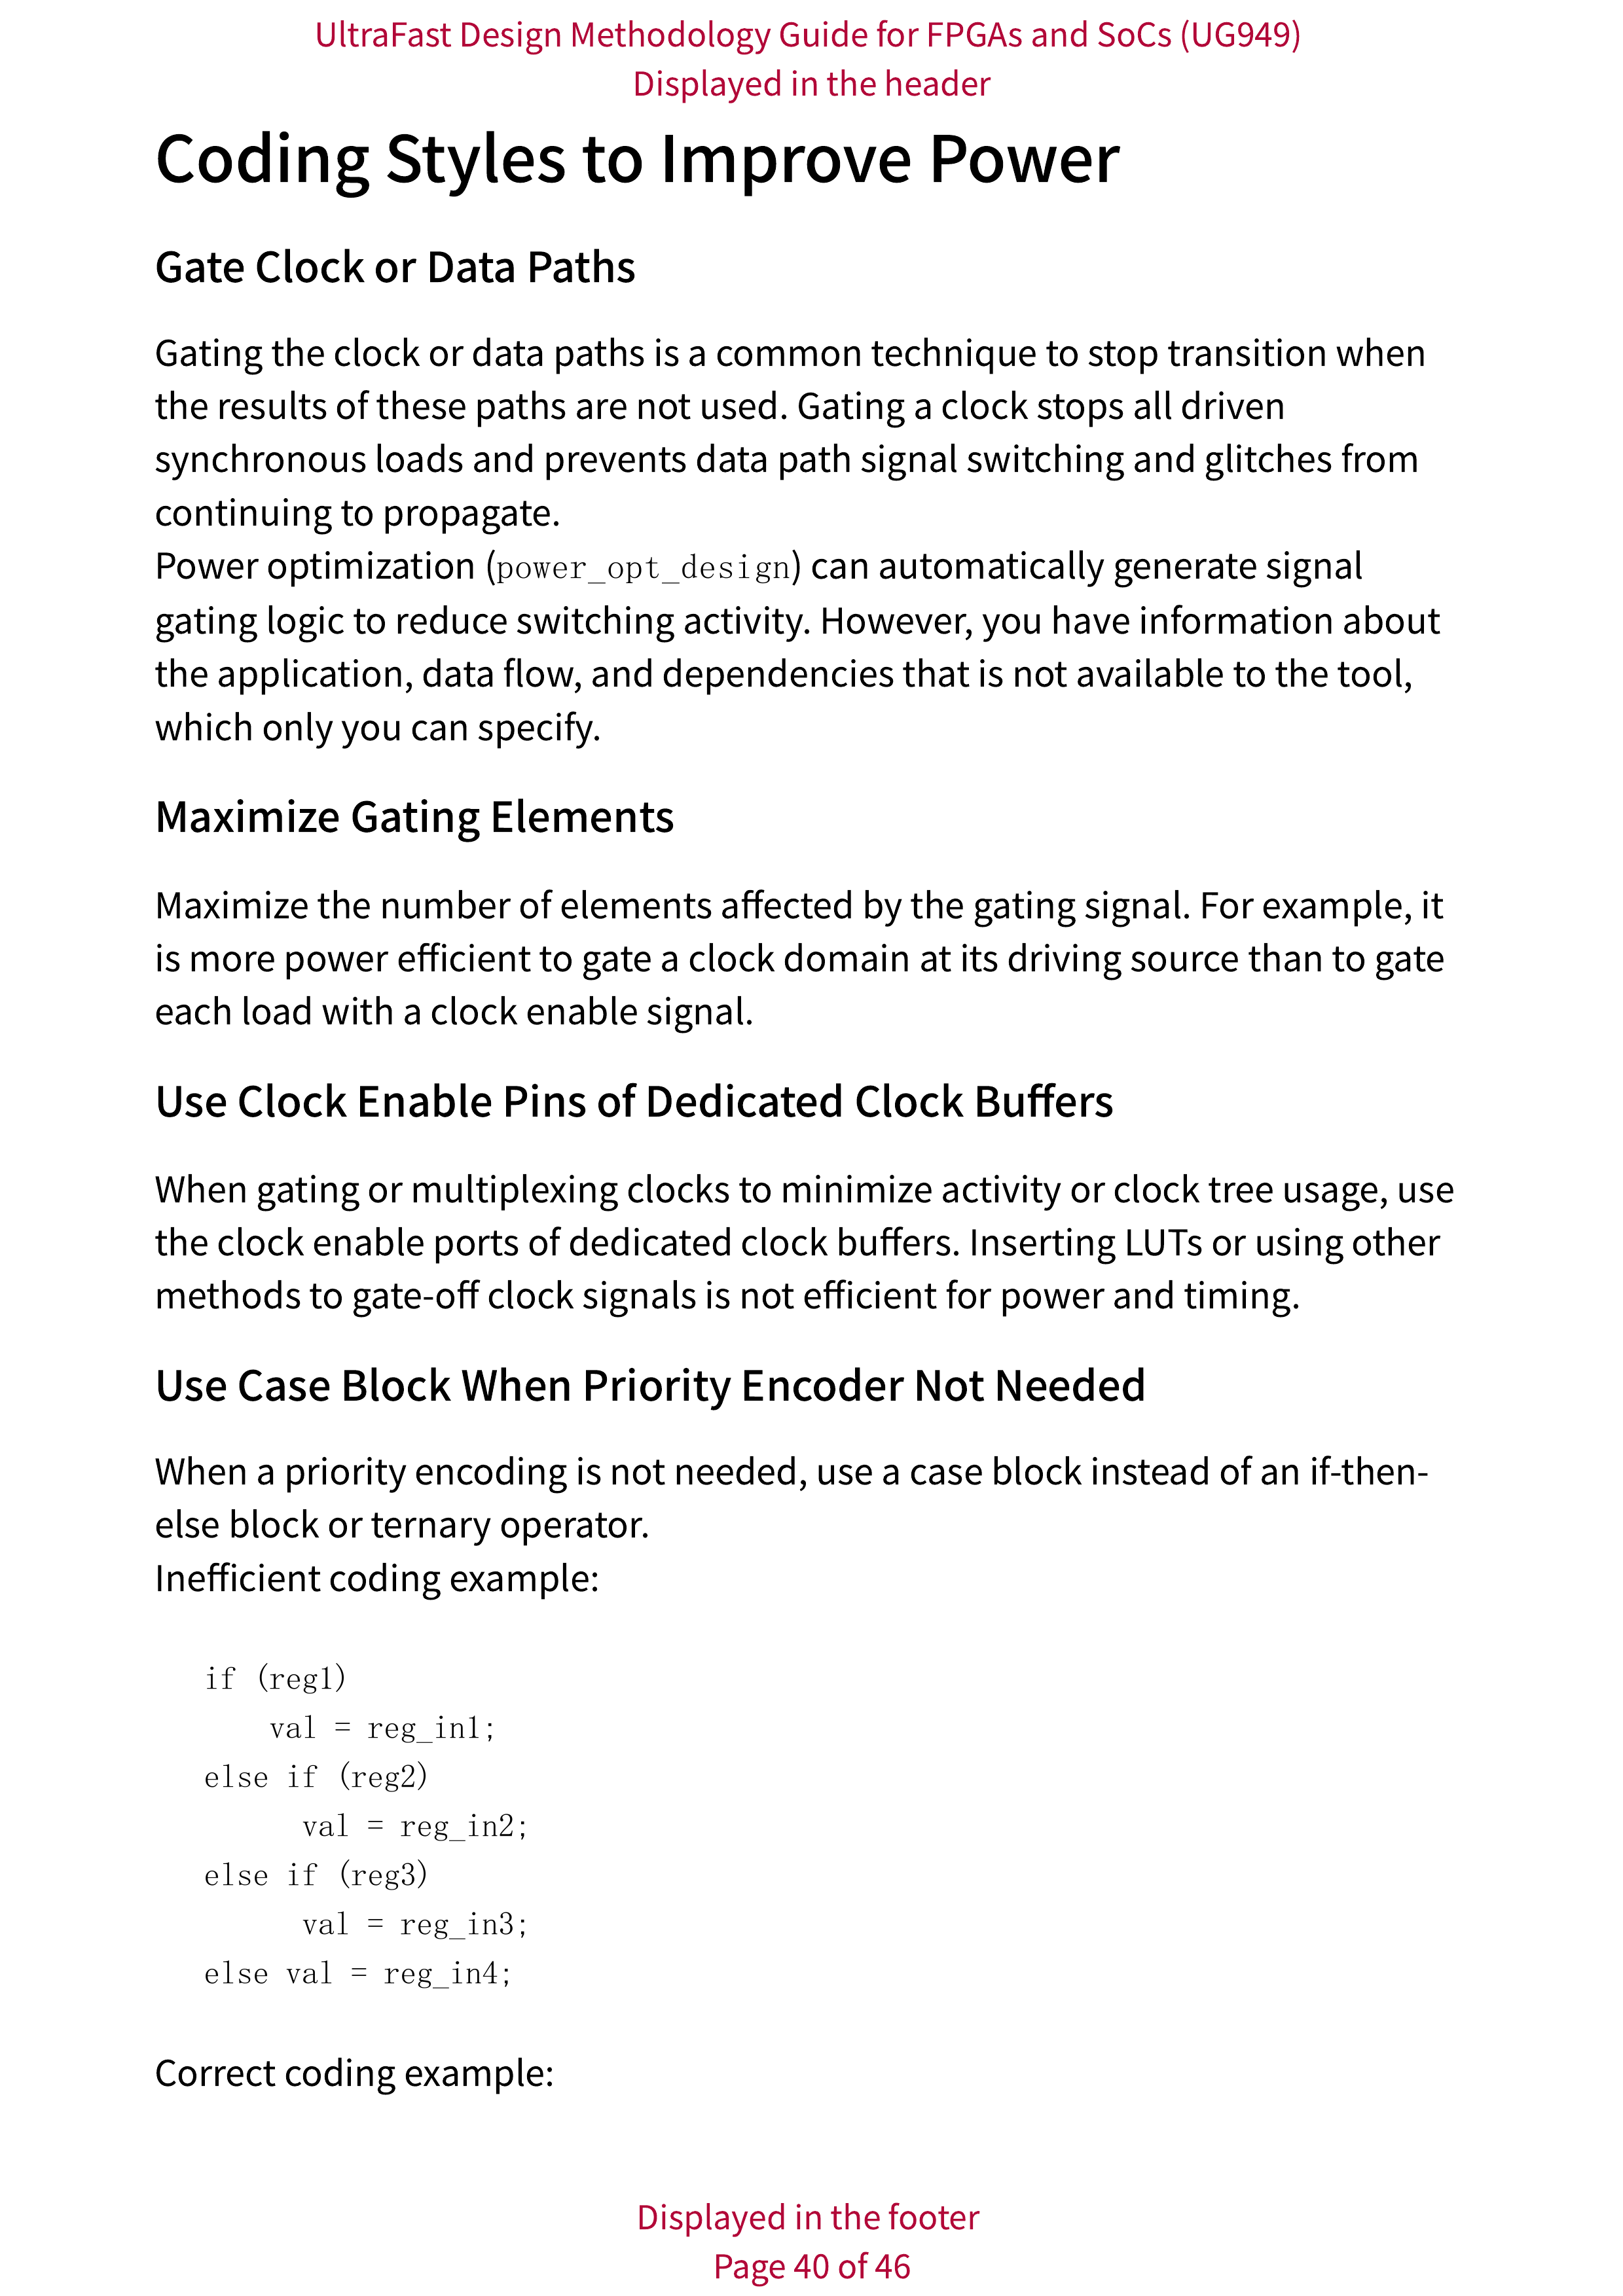 UltraFast Design Methodology Guide for FPGAs and SoCs (UG949)
Displayed in the header
Coding Styles to Improve Power
Gate Clock or Data Paths
Gating the clock or data paths is a common technique to stop transition when
the results of these paths are not used. Gating a clock stops all driven
synchronous loads and prevents data path signal switching and glitches from
continuing to propagate.
Power optimization (power_opt_design) can automatically generate signal
gating logic to reduce switching activity. However, you have information about
the application, data flow, and dependencies that is not available to the tool,
which only you can specify.
Maximize Gating Elements
Maximize the number of elements affected by the gating signal. For example, it
is more power efficient to gate a clock domain at its driving source than to gate
each load with a clock enable signal.
Use Clock Enable Pins of Dedicated Clock Buffers
When gating or multiplexing clocks to minimize activity or clock tree usage, use
the clock enable ports of dedicated clock buffers. Inserting LUTs or using other
methods to gate-off clock signals is not efficient for power and timing.
Use Case Block When Priority Encoder Not Needed
When a priority encoding is not needed, use a case block instead of an if-then-
else block or ternary operator.
Inefficient coding example:
if (reg1)
    val = reg_in1;
else if (reg2)
      val = reg_in2;
else if (reg3)
      val = reg_in3;
else val = reg_in4;
Correct coding example:
Displayed in the footer
Page 40 of 46